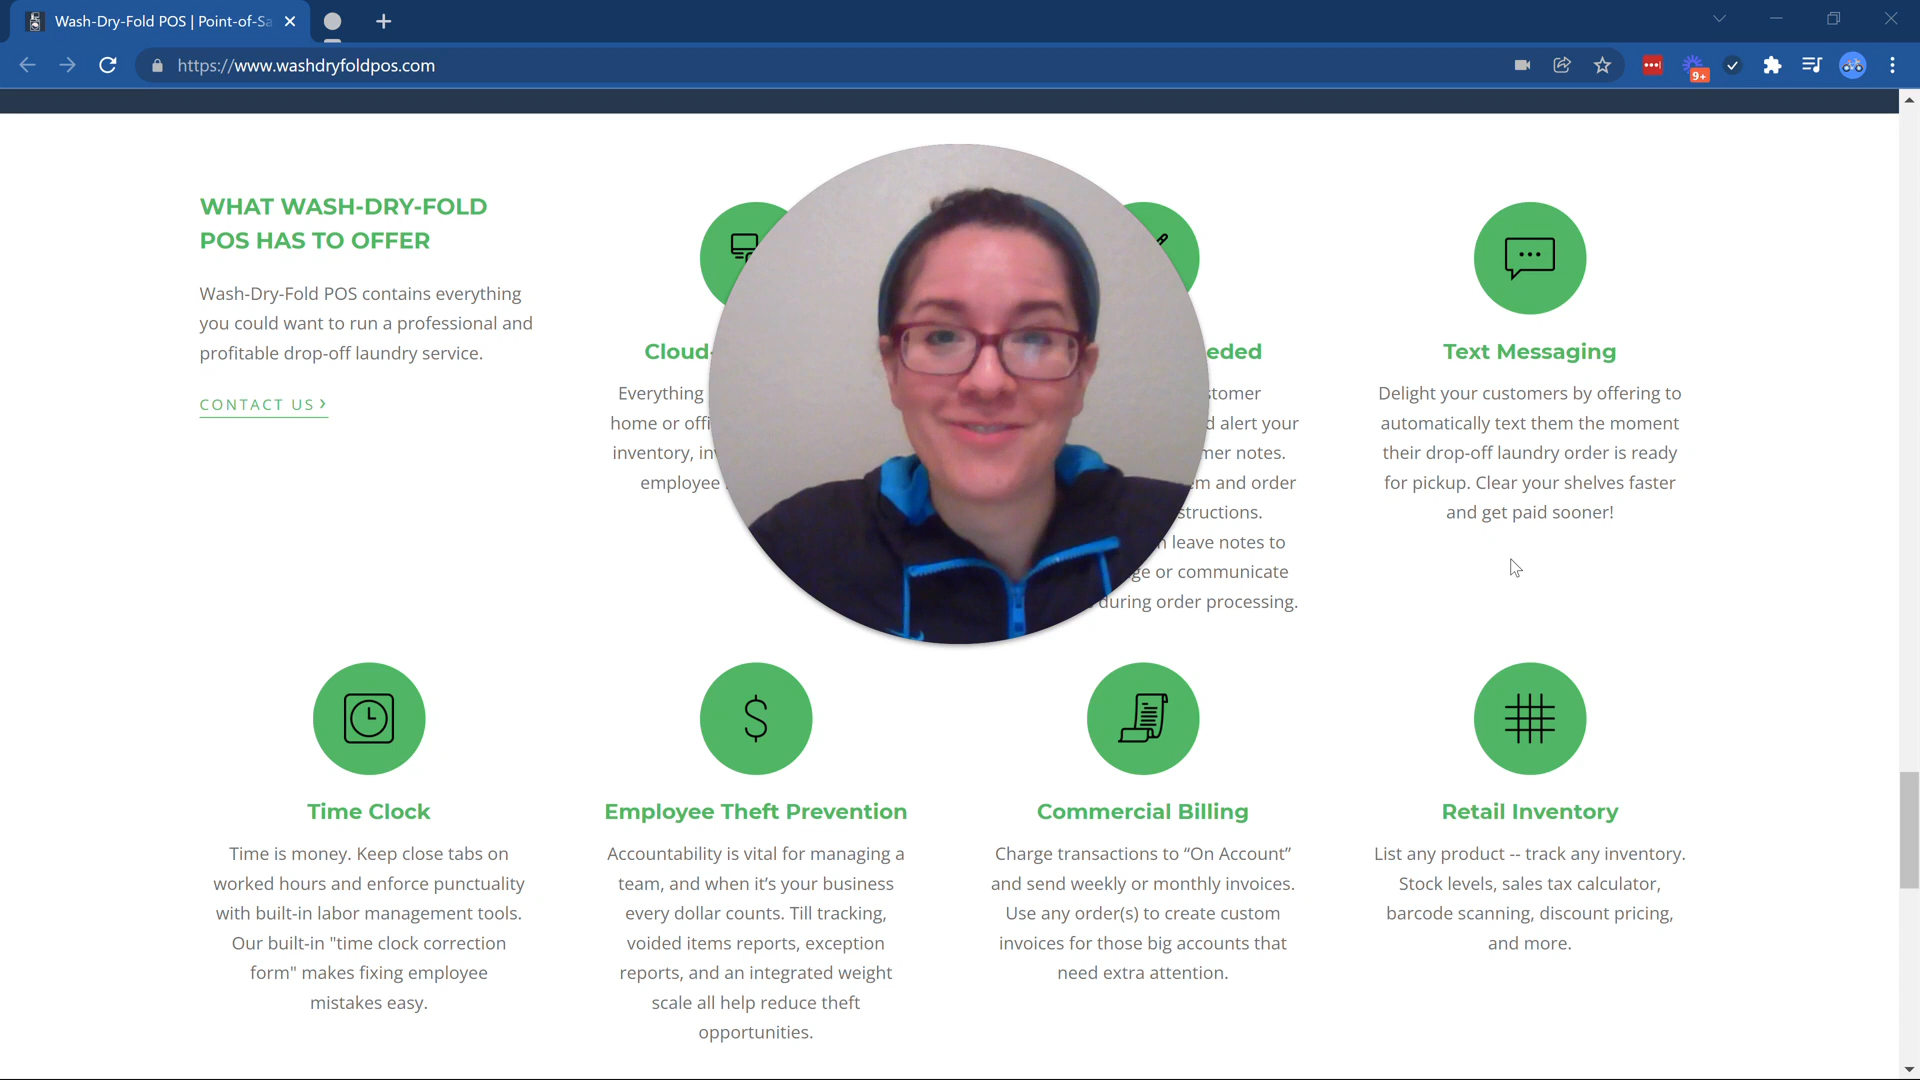 Wash-Dry-Fold POS | Point-of-Sa
https://www.washdryfoldpos.com
9+
WHAT WASH-DRY-FOLD
POS HAS TO OFFER
Wash-Dry-Fold POS contains everything
you could want to run a professional and
profitable drop-off laundry service.
CONTACT US ›
Cloud-
Everything
home or offi
inventory, in
employee
eded
stomer
d alert your
mer notes.
m and order
structions.
n leave notes to
ge or communicate
during order processing.
Text Messaging
Delight your customers by offering to
automatically text them the moment
their drop-off laundry order is ready
for pickup. Clear your shelves faster
and get paid sooner!
Time Clock
Time is money. Keep close tabs on
worked hours and enforce punctuality
with built-in labor management tools.
Our built-in "time clock correction
form" makes fixing employee
mistakes easy.
Employee Theft Prevention
Accountability is vital for managing a
team, and when it’s your business
every dollar counts. Till tracking,
voided items reports, exception
reports, and an integrated weight
scale all help reduce theft
opportunities.
Commercial Billing
Charge transactions to “On Account”
and send weekly or monthly invoices.
Use any order(s) to create custom
invoices for those big accounts that
need extra attention.
Retail Inventory
List any product -- track any inventory.
Stock levels, sales tax calculator,
barcode scanning, discount pricing,
and more.